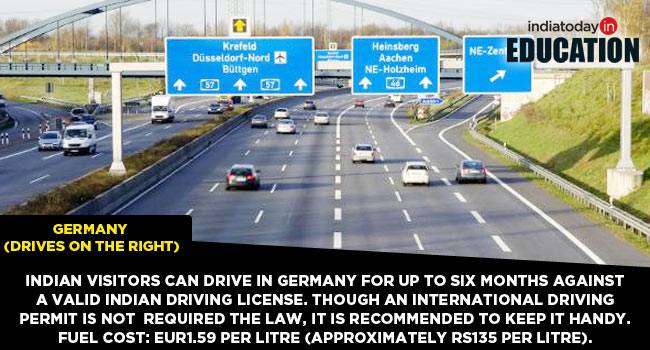 indiatoday in
EDUCATION
Krefeld
Düsseldorf-Nord
Büttgen
57 57
Heinsberg
Aachen
NE-Holzheim
46
NE-Zent
GERMANY
(DRIVES ON THE RIGHT)
INDIAN VISITORS CAN DRIVE IN GERMANY FOR UP TO SIX MONTHS AGAINST
A VALID INDIAN DRIVING LICENSE. THOUGH AN INTERNATIONAL DRIVING
PERMIT IS NOT REQUIRED THE LAW, IT IS RECOMMENDED TO KEEP IT HANDY.
FUEL COST: EUR1.59 PER LITRE (APPROXIMATELY RS135 PER LITRE).